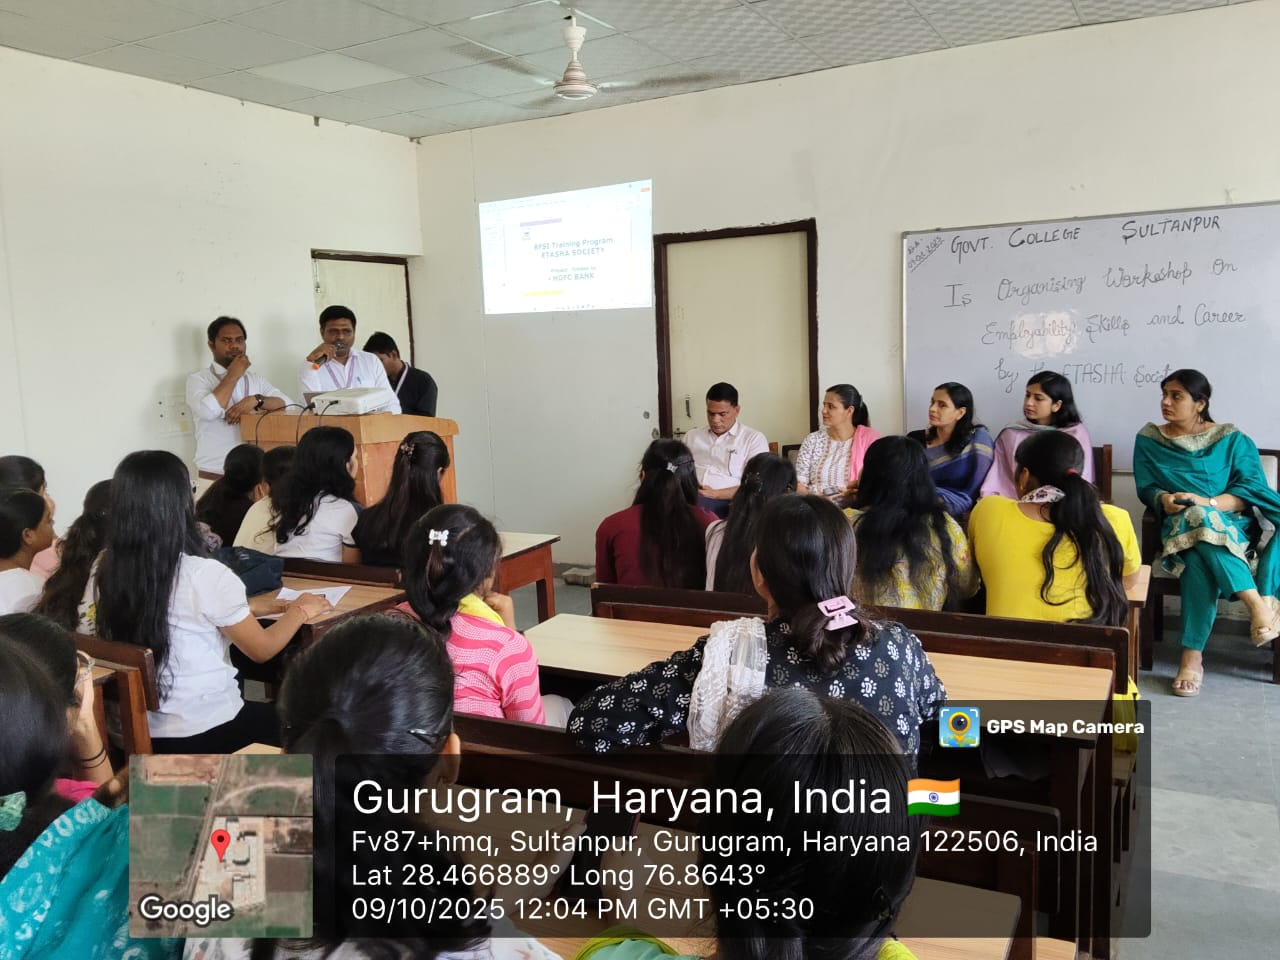 BFSI Training Program
ETASHA SOCIETY
HDFC BANK
GOVT. COLLEGE SULTANPUR
Is Organising Workshop On
Employability Skills and Career
by, the ETASHA
GPS Map Camera
Gurugram, Haryana, India
Fv87+hmq, Sultanpur, Gurugram, Haryana 122506, India
Lat 28.466889° Long 76.8643°
09/10/2025 12:04 PM GMT +05:30
Google